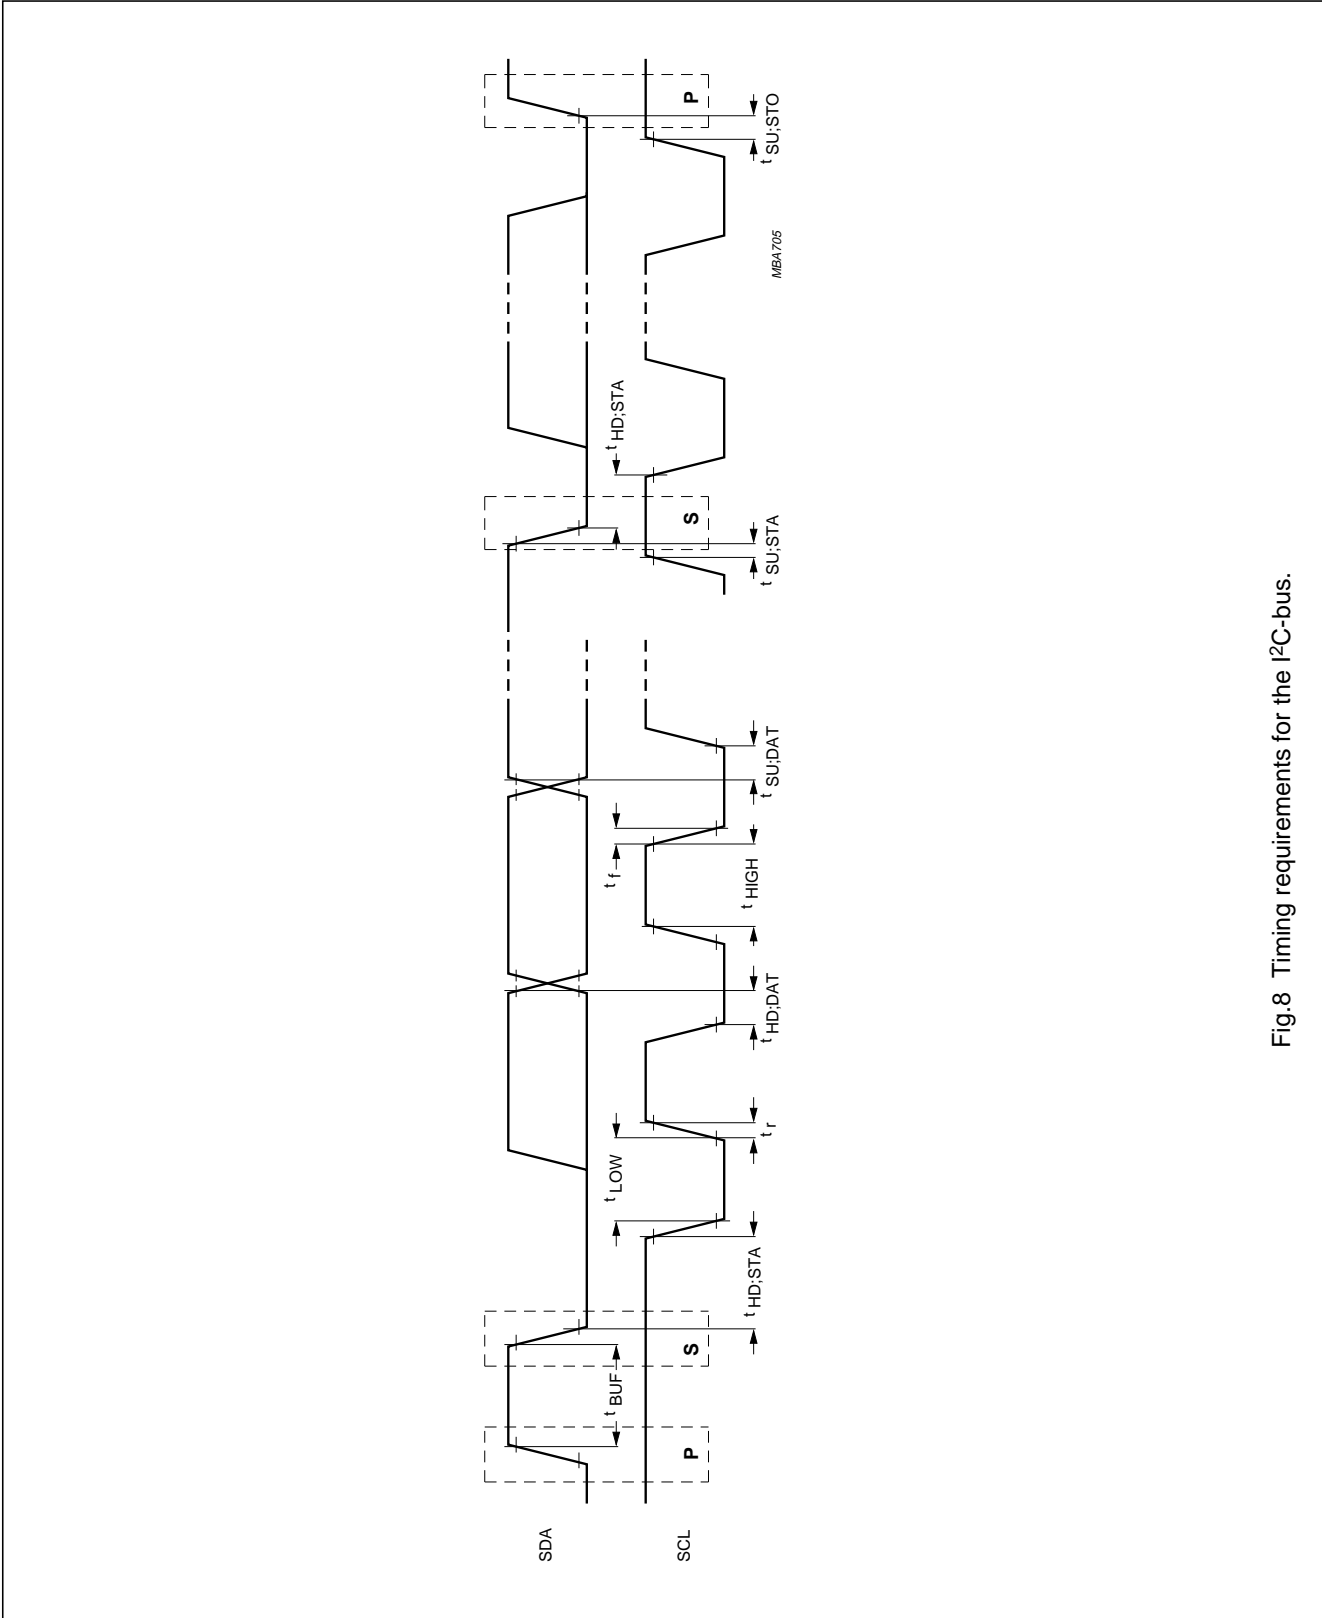 SDA
SCL
P
S
S
P
t BUF
t LOW
t f
t HD;STA
t HD;STA
t r
t HD;DAT
t HIGH
t SU;DAT
t SU;STA
t SU;STO
MBA705
Fig.8 Timing requirements for the I²C-bus.